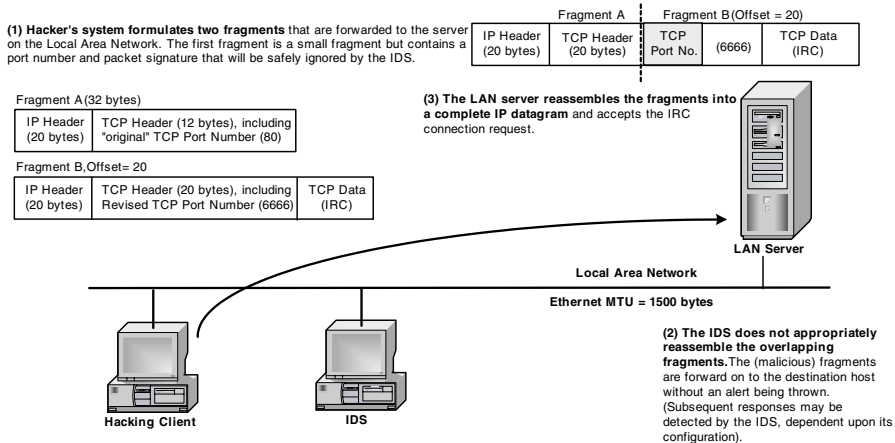 (1) Hacker's system formulates two fragments that are forwarded to the server
on the Local Area Network. The first fragment is a small fragment but contains a
port number and packet signature that will be safely ignored by the IDS.
Fragment A
Fragment B(Offset = 20)
IP Header
(20 bytes)
TCP Header
(20 bytes)
TCP
Port No.
(6666)
TCP Data
(IRC)
Fragment A(32 bytes)
IP Header
(20 bytes)
TCP Header (12 bytes), including
"original" TCP Port Number (80)
Fragment B,Offset= 20
IP Header
(20 bytes)
TCP Header (20 bytes), including
Revised TCP Port Number (6666)
TCP Data
(IRC)
(3) The LAN server reassembles the fragments into
a complete IP datagram and accepts the IRC
connection request.
LAN Server
Local Area Network
Ethernet MTU = 1500 bytes
(2) The IDS does not appropriately
reassemble the overlapping
fragments.The (malicious) fragments
are forward on to the destination host
without an alert being thrown.
(Subsequent responses may be
detected by the IDS, dependent upon its
configuration).
Hacking Client
IDS